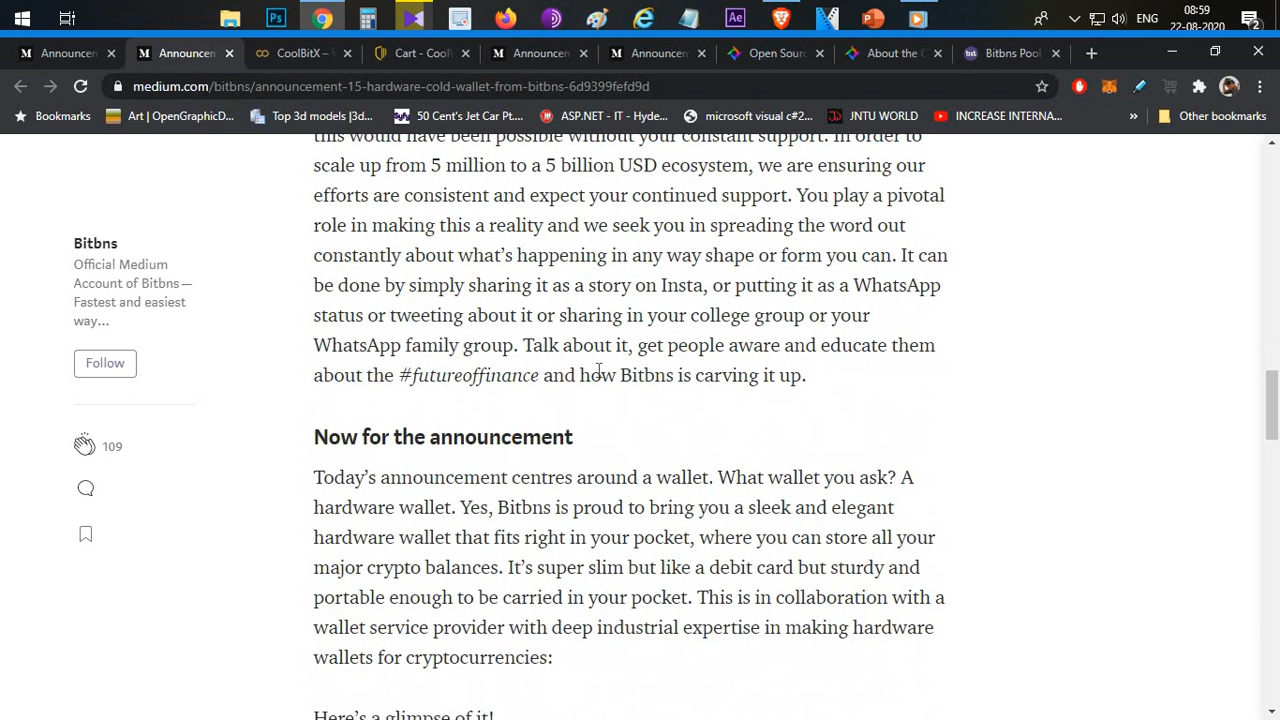 08:59
ENG
22-08-2020
2
Announcem
Announcem
CoolBitX –
Cart - Cool
Announcem
Announcem
Open Sourc
About the C
Bitbns Pool
medium.com/bitbns/announcement-15-hardware-cold-wallet-from-bitbns-6d9399fefd9d
Bookmarks
Art | OpenGraphicD...
Top 3d models |3d...
50 Cent's Jet Car Pt....
ASP.NET - IT - Hyde...
microsoft visual c#2...
JNTU WORLD
INCREASE INTERNA...
Other bookmarks
this would have been possible without your constant support. In order to
scale up from 5 million to a 5 billion USD ecosystem, we are ensuring our
efforts are consistent and expect your continued support. You play a pivotal
role in making this a reality and we seek you in spreading the word out
constantly about what's happening in any way shape or form you can. It can
be done by simply sharing it as a story on Insta, or putting it as a WhatsApp
status or tweeting about it or sharing in your college group or your
WhatsApp family group. Talk about it, get people aware and educate them
about the #futureoffinance and how Bitbns is carving it up.
Bitbns
Official Medium
Account of Bitbns —
Fastest and easiest
way...
Follow
109
Now for the announcement
Today's announcement centres around a wallet. What wallet you ask? A
hardware wallet. Yes, Bitbns is proud to bring you a sleek and elegant
hardware wallet that fits right in your pocket, where you can store all your
major crypto balances. It's super slim but like a debit card but sturdy and
portable enough to be carried in your pocket. This is in collaboration with a
wallet service provider with deep industrial expertise in making hardware
wallets for cryptocurrencies:
Here's a glimpse of it!